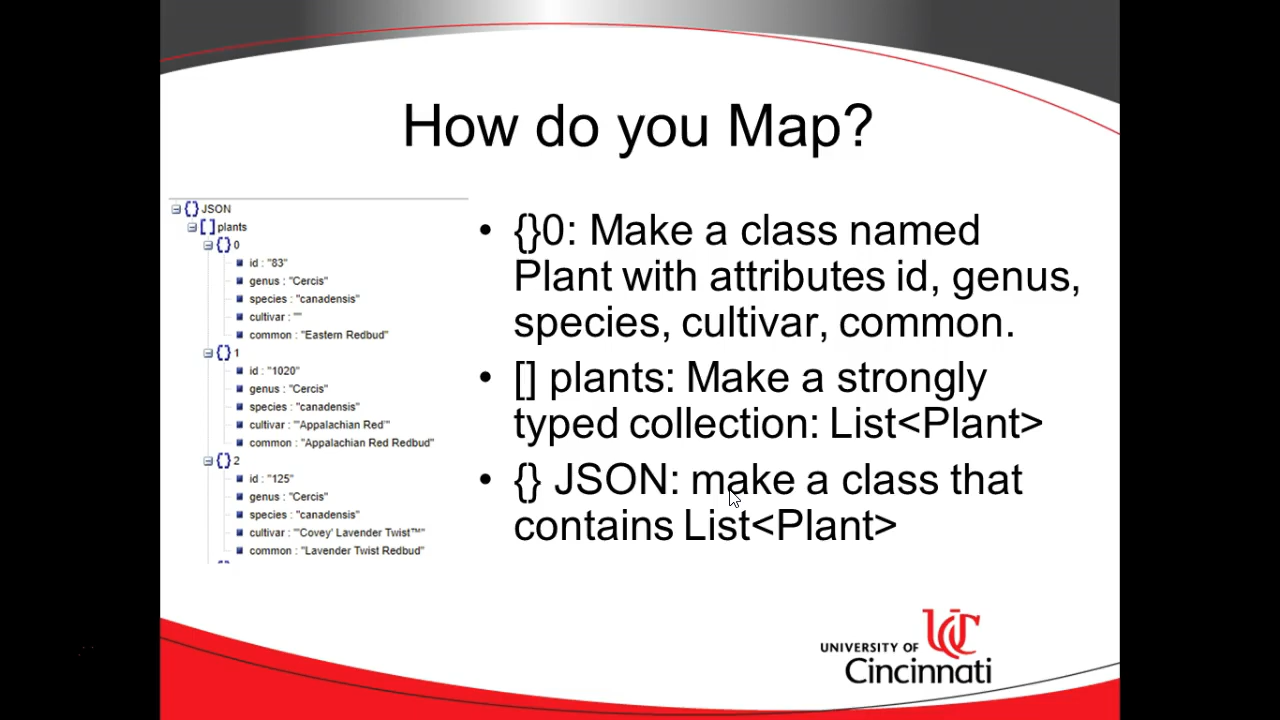 How do you Map?
{}JSON
[]plants
{}0
id : "83"
genus : "Cercis"
species : "canadensis"
cultivar : ""
common : "Eastern Redbud"
{}1
id : "1020"
genus : "Cercis"
species : "canadensis"
cultivar : "'Appalachian Red'"
common : "Appalachian Red Redbud"
{}2
id : "125"
genus : "Cercis"
species : "canadensis"
cultivar : "'Covey' Lavender Twist™"
common : "Lavender Twist Redbud"
• {}0: Make a class named
Plant with attributes id, genus,
species, cultivar, common.
• [] plants: Make a strongly
typed collection: List<Plant>
• {} JSON: make a class that
contains List<Plant>
UC
UNIVERSITY OF
Cincinnati